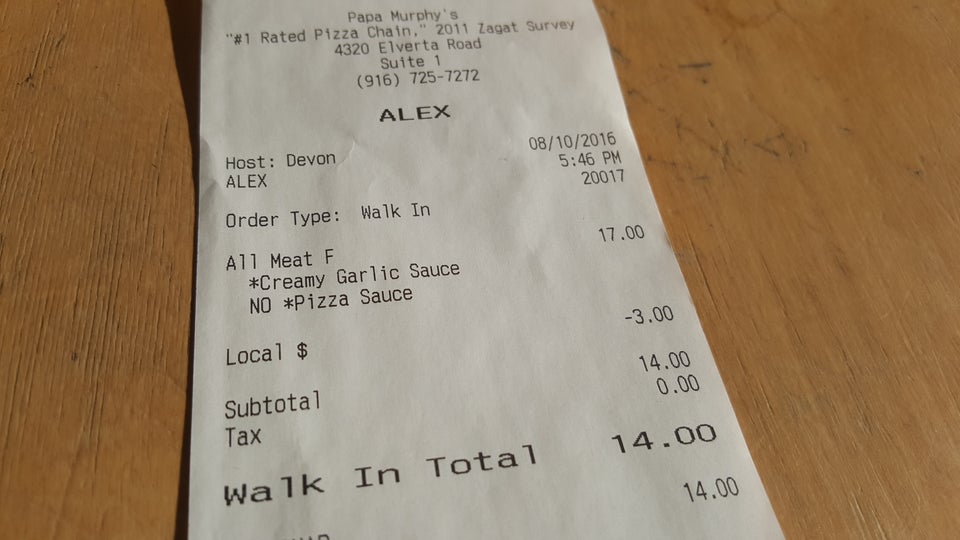 Papa Murphy's
"#1 Rated Pizza Chain," 2011 Zagat Survey
4320 Elverta Road
Suite 1
(916) 725-7272
ALEX
Host: Devon 08/10/2016
ALEX 5:46 PM
20017
Order Type: Walk In
All Meat F 17.00
*Creamy Garlic Sauce
NO *Pizza Sauce
Local $ -3.00
Subtotal 14.00
Tax 0.00
Walk In Total 14.00
14.00